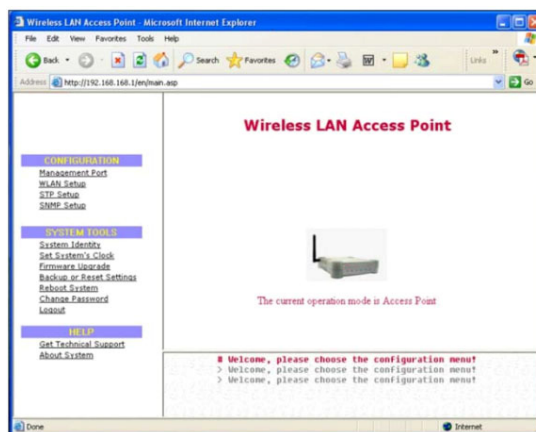 Wireless LAN Access Point - Microsoft Internet Explorer
File Edit View Favorites Tools Help
Back Search Favorites Links
Address http://192.168.168.1/en/main.asp Go
Wireless LAN Access Point
CONFIGURATION
Management Port
WLAN Setup
STP Setup
SNMP Setup
SYSTEM TOOLS
System Identity
Set System's Clock
Firmware Upgrade
Backup or Reset Settings
Reboot System
Change Password
Logout
HELP
Get Technical Support
About System
The current operation mode is Access Point
# Welcome, please choose the configuration menu!
> Welcome, please choose the configuration menu!
> Welcome, please choose the configuration menu!
Done Internet